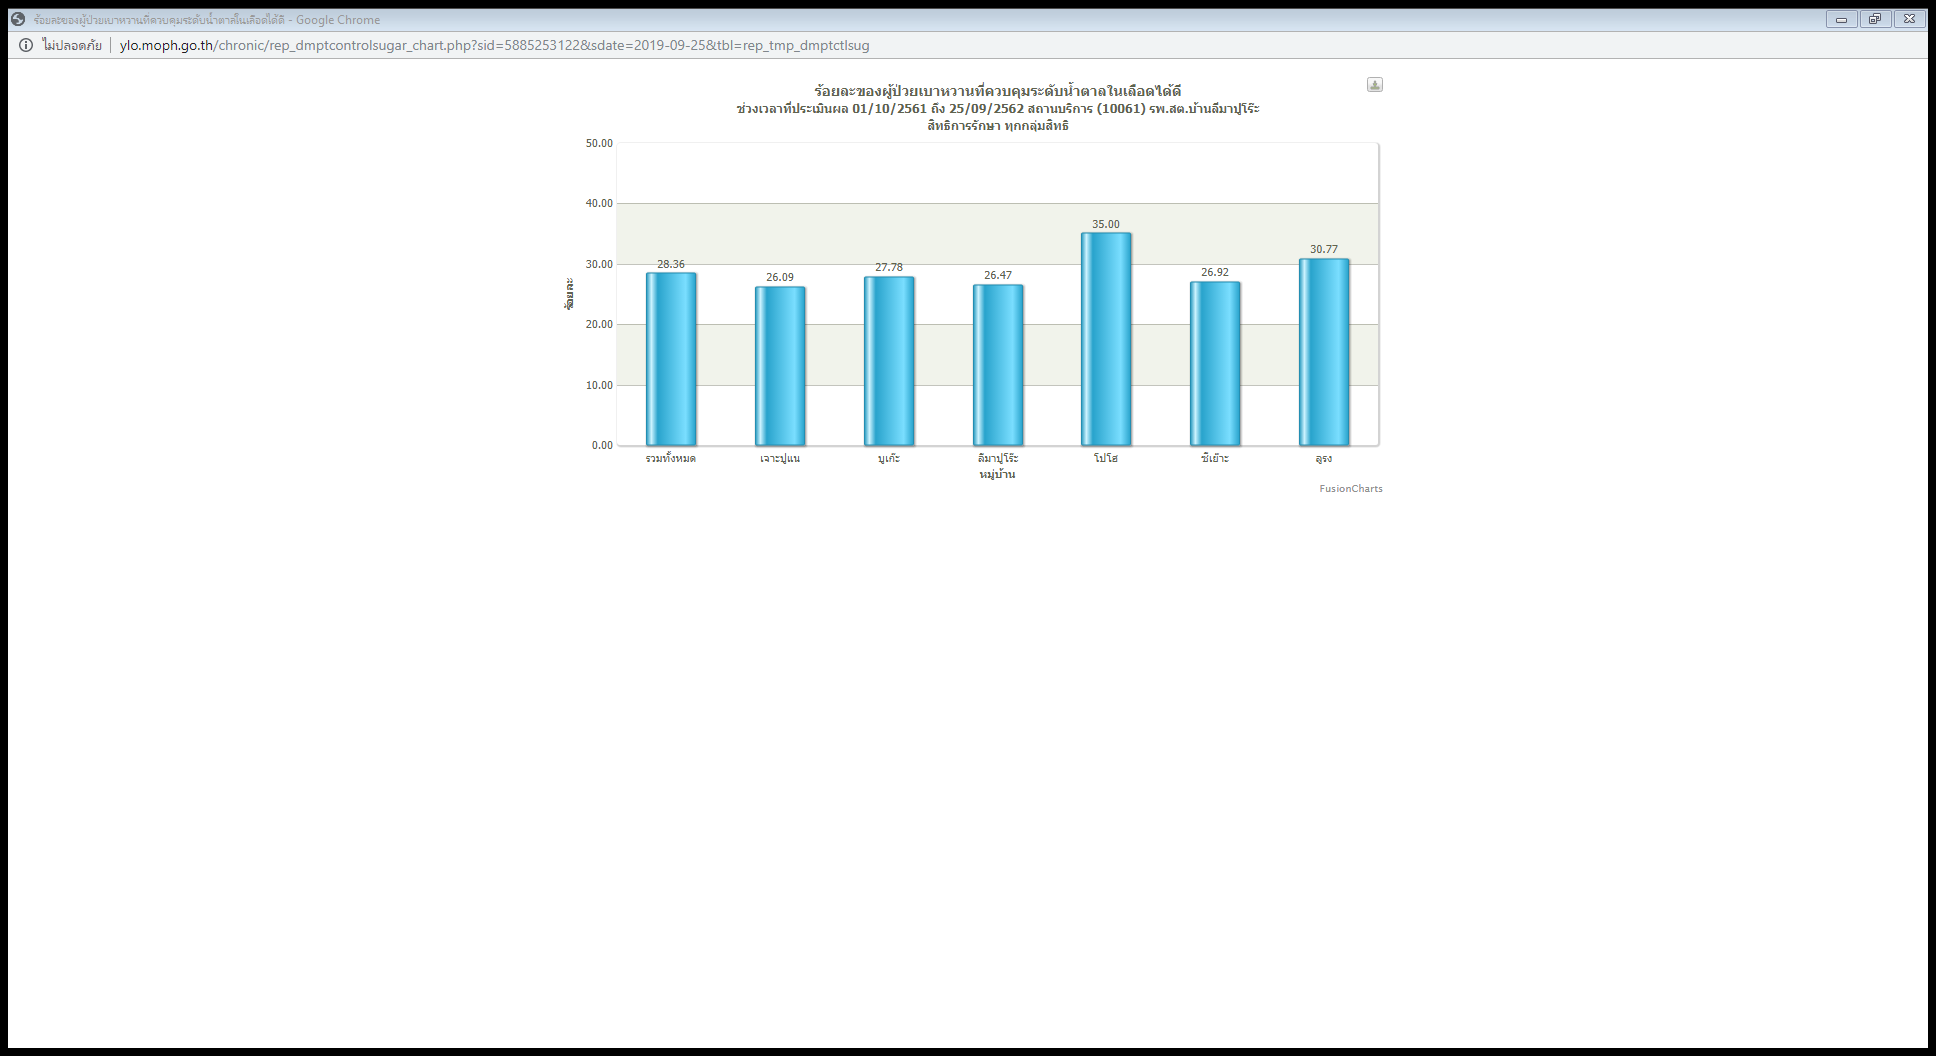 ร้อยละของผู้ป่วยเบาหวานที่ควบคุมระดับน้ำตาลในเลือดได้ดี - Google Chrome
ไม่ปลอดภัย | ylo.moph.go.th/chronic/rep_dmptcontrolsugar_chart.php?sid=5885253122&sdate=2019-09-25&tbl=rep_tmp_dmptctlsug
ร้อยละของผู้ป่วยเบาหวานที่ควบคุมระดับน้ำตาลในเลือดได้ดี
ช่วงเวลาที่ประเมินผล 01/10/2561 ถึง 25/09/2562 สถานบริการ (10061) รพ.สต.บ้านลีมาปูโร๊ะ
สิทธิการรักษา ทุกกลุ่มสิทธิ
50.00
40.00
30.00
20.00
10.00
0.00
ร้อยละ
28.36
26.09
27.78
26.47
35.00
26.92
30.77
รวมทั้งหมด เจาะปูแน บูเก๊ะ ลีมาปูโร๊ะ โปโฮ ซีเย๊าะ ลูรง
หมู่บ้าน
FusionCharts